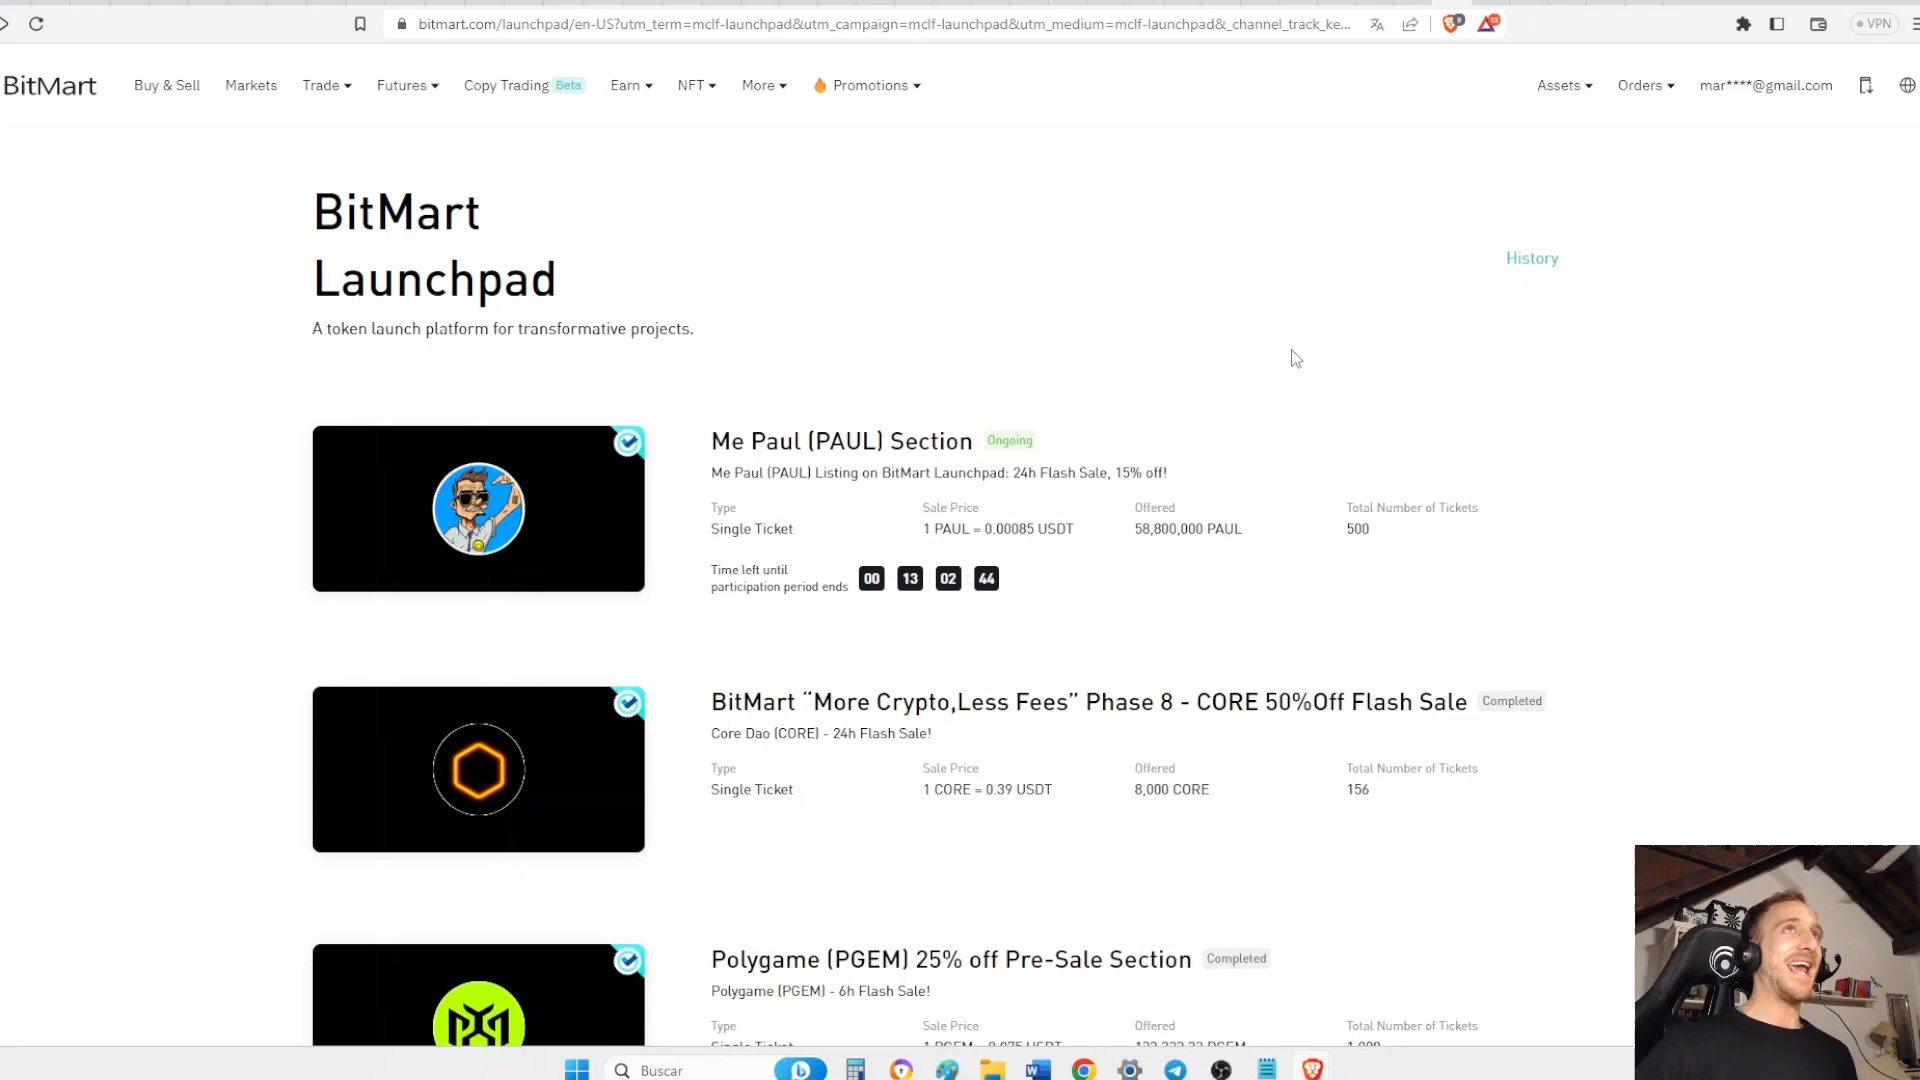 bitmart.com/launchpad/en-US?utm_term=mclf-launchpad&utm_campaign=mclf-launchpad&utm_medium=mclf-launchpad&_channel_track_ke...
VPN
BitMart Buy & Sell Markets Trade Futures Copy Trading Beta Earn NFT More Promotions Assets Orders mar****@gmail.com
BitMart
Launchpad
History
A token launch platform for transformative projects.
Me Paul (PAUL) Section Ongoing
Me Paul (PAUL) Listing on BitMart Launchpad: 24h Flash Sale, 15% off!
Type Sale Price Offered Total Number of Tickets
Single Ticket 1 PAUL = 0.00085 USDT 58,800,000 PAUL 500
Time left until
participation period ends 00 13 02 44
BitMart “More Crypto,Less Fees” Phase 8 - CORE 50%Off Flash Sale Completed
Core Dao (CORE) - 24h Flash Sale!
Type Sale Price Offered Total Number of Tickets
Single Ticket 1 CORE = 0.39 USDT 8,000 CORE 156
Polygame (PGEM) 25% off Pre-Sale Section Completed
Polygame (PGEM) - 6h Flash Sale!
Type Sale Price Offered Total Number of Tickets
Single Ticket
Buscar